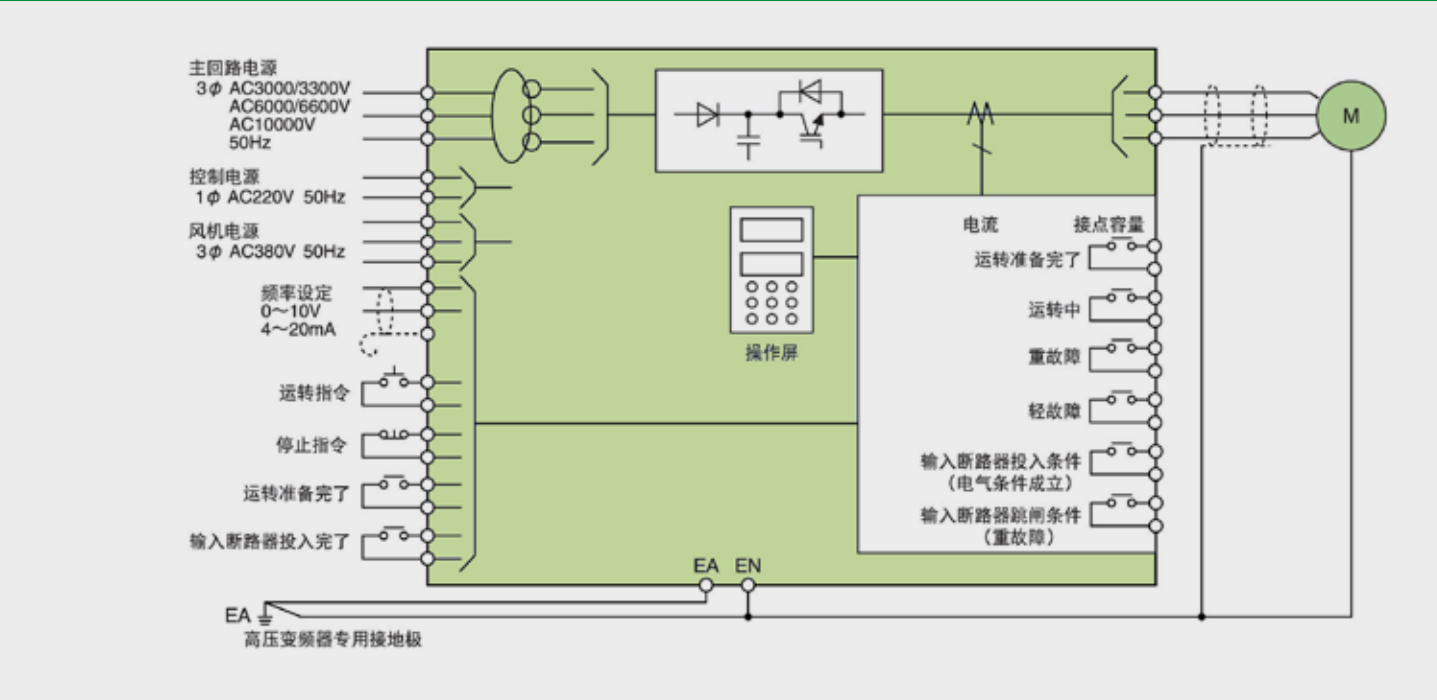 主回路电源
3φ AC3000/3300V
AC6000/6600V
AC10000V
50Hz
控制电源
1φ AC220V 50Hz
风机电源
3φ AC380V 50Hz
频率设定
0～10V
4～20mA
运转指令
停止指令
运转准备完了
输入断路器投入完了
操作屏
电流
接点容量
运转准备完了
运转中
重故障
轻故障
输入断路器投入条件
（电气条件成立）
输入断路器跳闸条件
（重故障）
M
EA EN
EA
高压变频器专用接地极